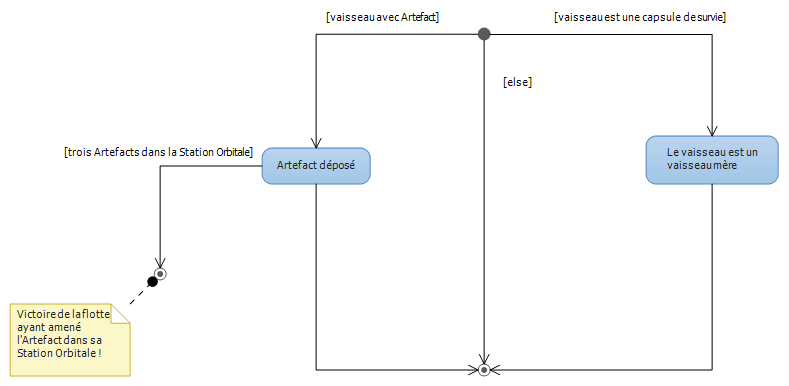 [vaisseau avec Artefact]
[vaisseau est une capsule de survie]
[else]
[trois Artefacts dans la Station Orbitale]
Artefact déposé
Le vaisseau est un
vaisseau mère
Victoire de la flotte
ayant amené
l'Artefact dans sa
Station Orbitale !